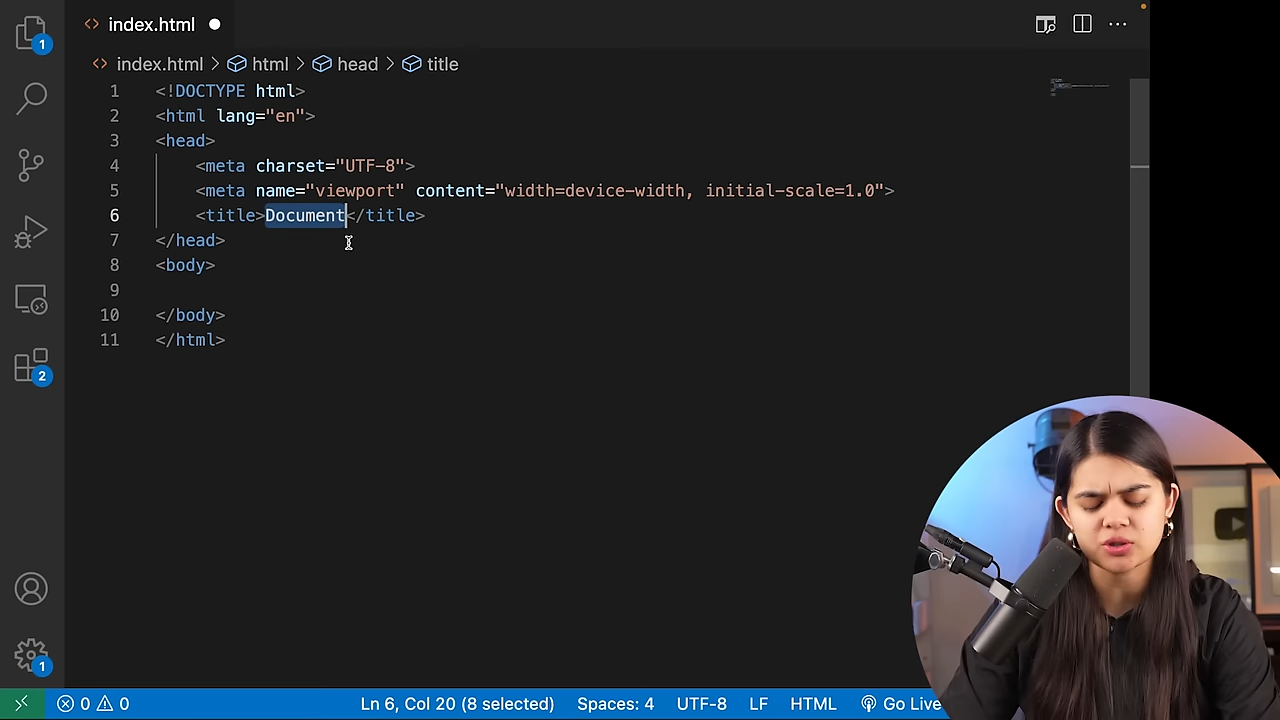 index.html
index.html > html > head > title
1 <!DOCTYPE html>
2 <html lang="en">
3 <head>
4 <meta charset="UTF-8">
5 <meta name="viewport" content="width=device-width, initial-scale=1.0">
6 <title>Document</title>
7 </head>
8 <body>
9
10 </body>
11 </html>
1
2
1
0 0 Ln 6, Col 20 (8 selected) Spaces: 4 UTF-8 LF HTML Go Live